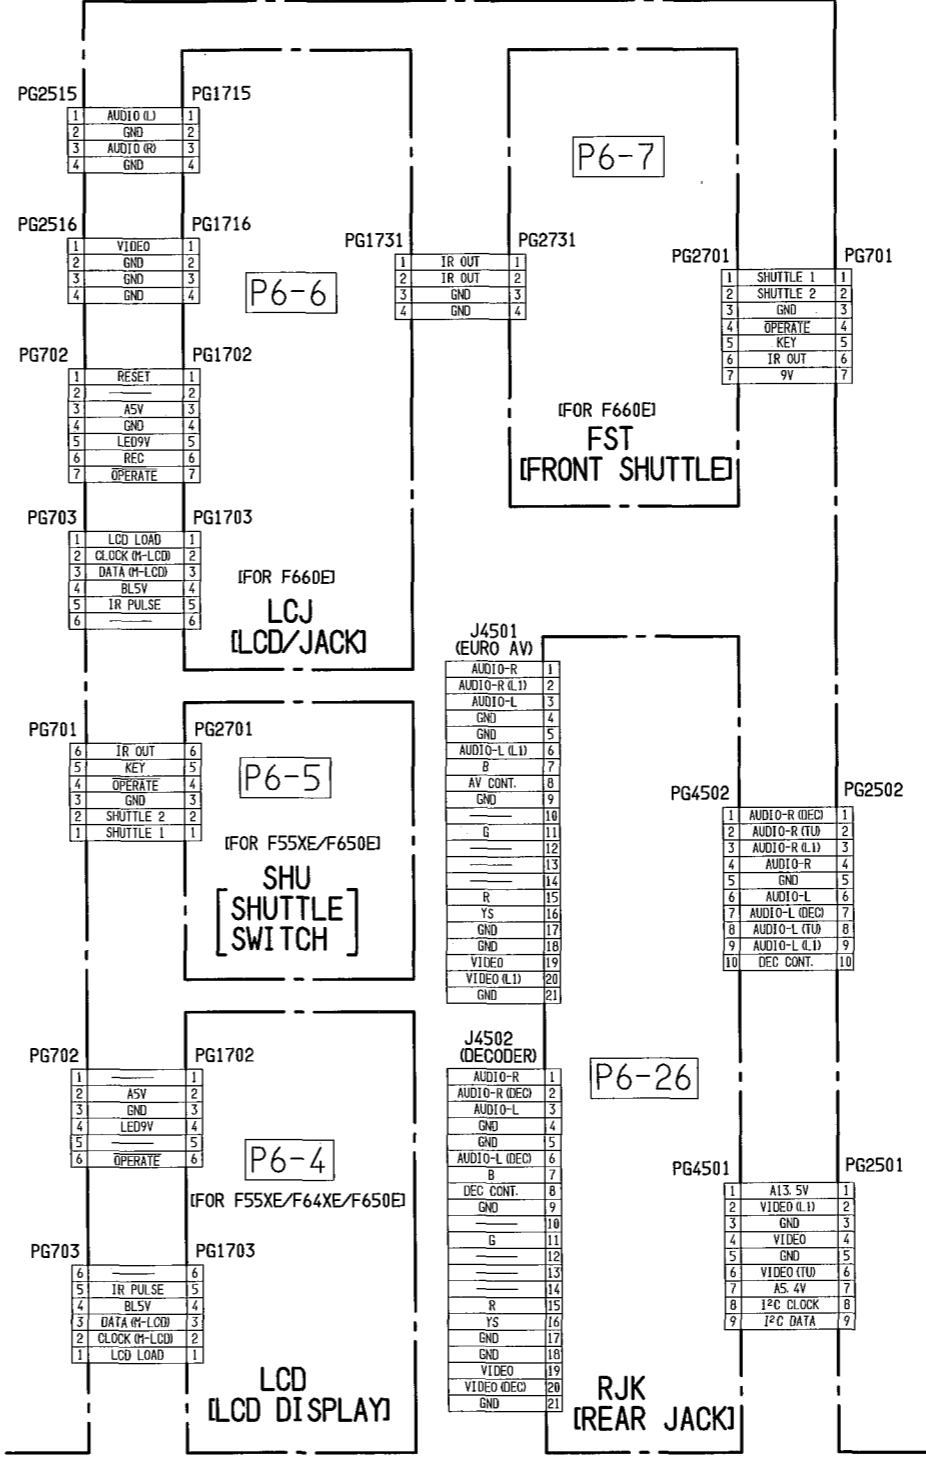 PG2515 PG1715
1 AUDIO (L) 1
2 GND 2
3 AUDIO (R) 3
4 GND 4
PG2516 PG1716
1 VIDEO 1
2 GND 2
3 GND 3
4 GND 4
P6-6
PG702 PG1702
1 RESET 1
2 —— 2
3 A5V 3
4 GND 4
5 LED9V 5
6 REC 6
7 OPERATE 7
PG703 PG1703
1 LCD LOAD 1
2 CLOCK (M-LCD) 2
3 DATA (M-LCD) 3
4 BL5V 4
5 IR PULSE 5
6 —— 6
[FOR F660E]
LCJ
[LCD/JACK]
PG1731 PG2731
1 IR OUT 1
2 IR OUT 2
3 GND 3
4 GND 4
P6-7
PG2701 PG701
1 SHUTTLE 1 1
2 SHUTTLE 2 2
3 GND 3
4 OPERATE 4
5 KEY 5
6 IR OUT 6
7 9V 7
[FOR F660E]
FST
[FRONT SHUTTLE]
PG701 PG2701
6 IR OUT 6
5 KEY 5
4 OPERATE 4
3 GND 3
2 SHUTTLE 2 2
1 SHUTTLE 1 1
P6-5
[FOR F55XE/F650E]
SHU
[SHUTTLE
SWITCH]
PG702 PG1702
1 —— 1
2 A5V 2
3 GND 3
4 LED9V 4
5 —— 5
6 OPERATE 6
P6-4
[FOR F55XE/F64XE/F650E]
PG703 PG1703
6 —— 6
5 IR PULSE 5
4 BL5V 4
3 DATA (M-LCD) 3
2 CLOCK (M-LCD) 2
1 LCD LOAD 1
LCD
[LCD DISPLAY]
J4501
(EURO AV)
AUDIO-R 1
AUDIO-R (L1) 2
AUDIO-L 3
GND 4
GND 5
AUDIO-L (L1) 6
B 7
AV CONT. 8
GND 9
—— 10
G 11
—— 12
—— 13
—— 14
R 15
YS 16
GND 17
GND 18
VIDEO 19
VIDEO (L1) 20
GND 21
J4502
(DECODER)
AUDIO-R 1
AUDIO-R (DEC) 2
AUDIO-L 3
GND 4
GND 5
AUDIO-L (DEC) 6
B 7
DEC CONT. 8
GND 9
—— 10
G 11
—— 12
—— 13
—— 14
R 15
YS 16
GND 17
GND 18
VIDEO 19
VIDEO (DEC) 20
GND 21
PG4502 PG2502
1 AUDIO-R (DEC) 1
2 AUDIO-R (TU) 2
3 AUDIO-R (L1) 3
4 AUDIO-R 4
5 GND 5
6 AUDIO-L 6
7 AUDIO-L (DEC) 7
8 AUDIO-L (TU) 8
9 AUDIO-L (L1) 9
10 DEC CONT. 10
P6-26
PG4501 PG2501
1 A13.5V 1
2 VIDEO (L1) 2
3 GND 3
4 VIDEO 4
5 GND 5
6 VIDEO (TU) 6
7 A5.4V 7
8 I²C CLOCK 8
9 I²C DATA 9
RJK
[REAR JACK]